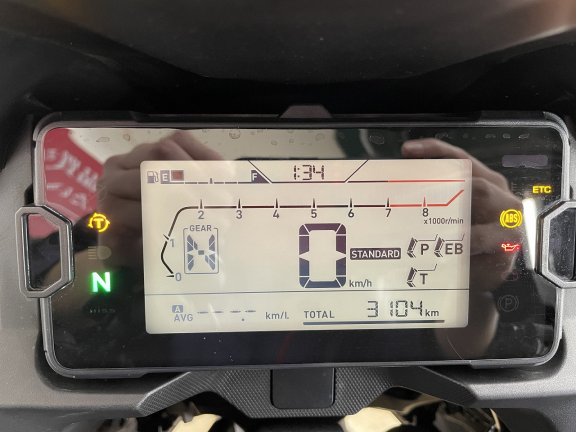 E F 1:34
2 3 4 5 6 7 8
x1000r/min
GEAR
1
N 0 STANDARD P EB
0 km/h T
A
AVG --.- km/L TOTAL 3104 km
T
N
ETC
ABS
P